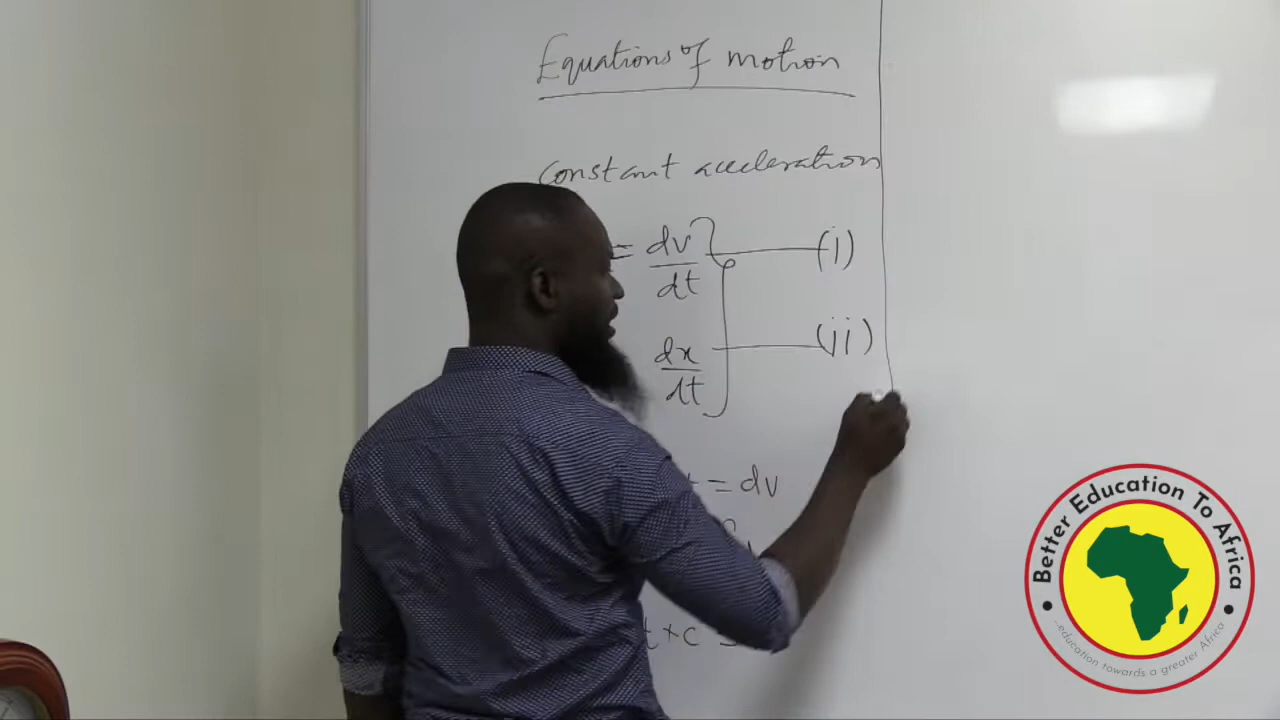 Equations of motion
constant acceleration
= dv/dt (i)
dx/dt (ii)
= dv
t + c
Better Education To Africa
...education towards a greater Africa